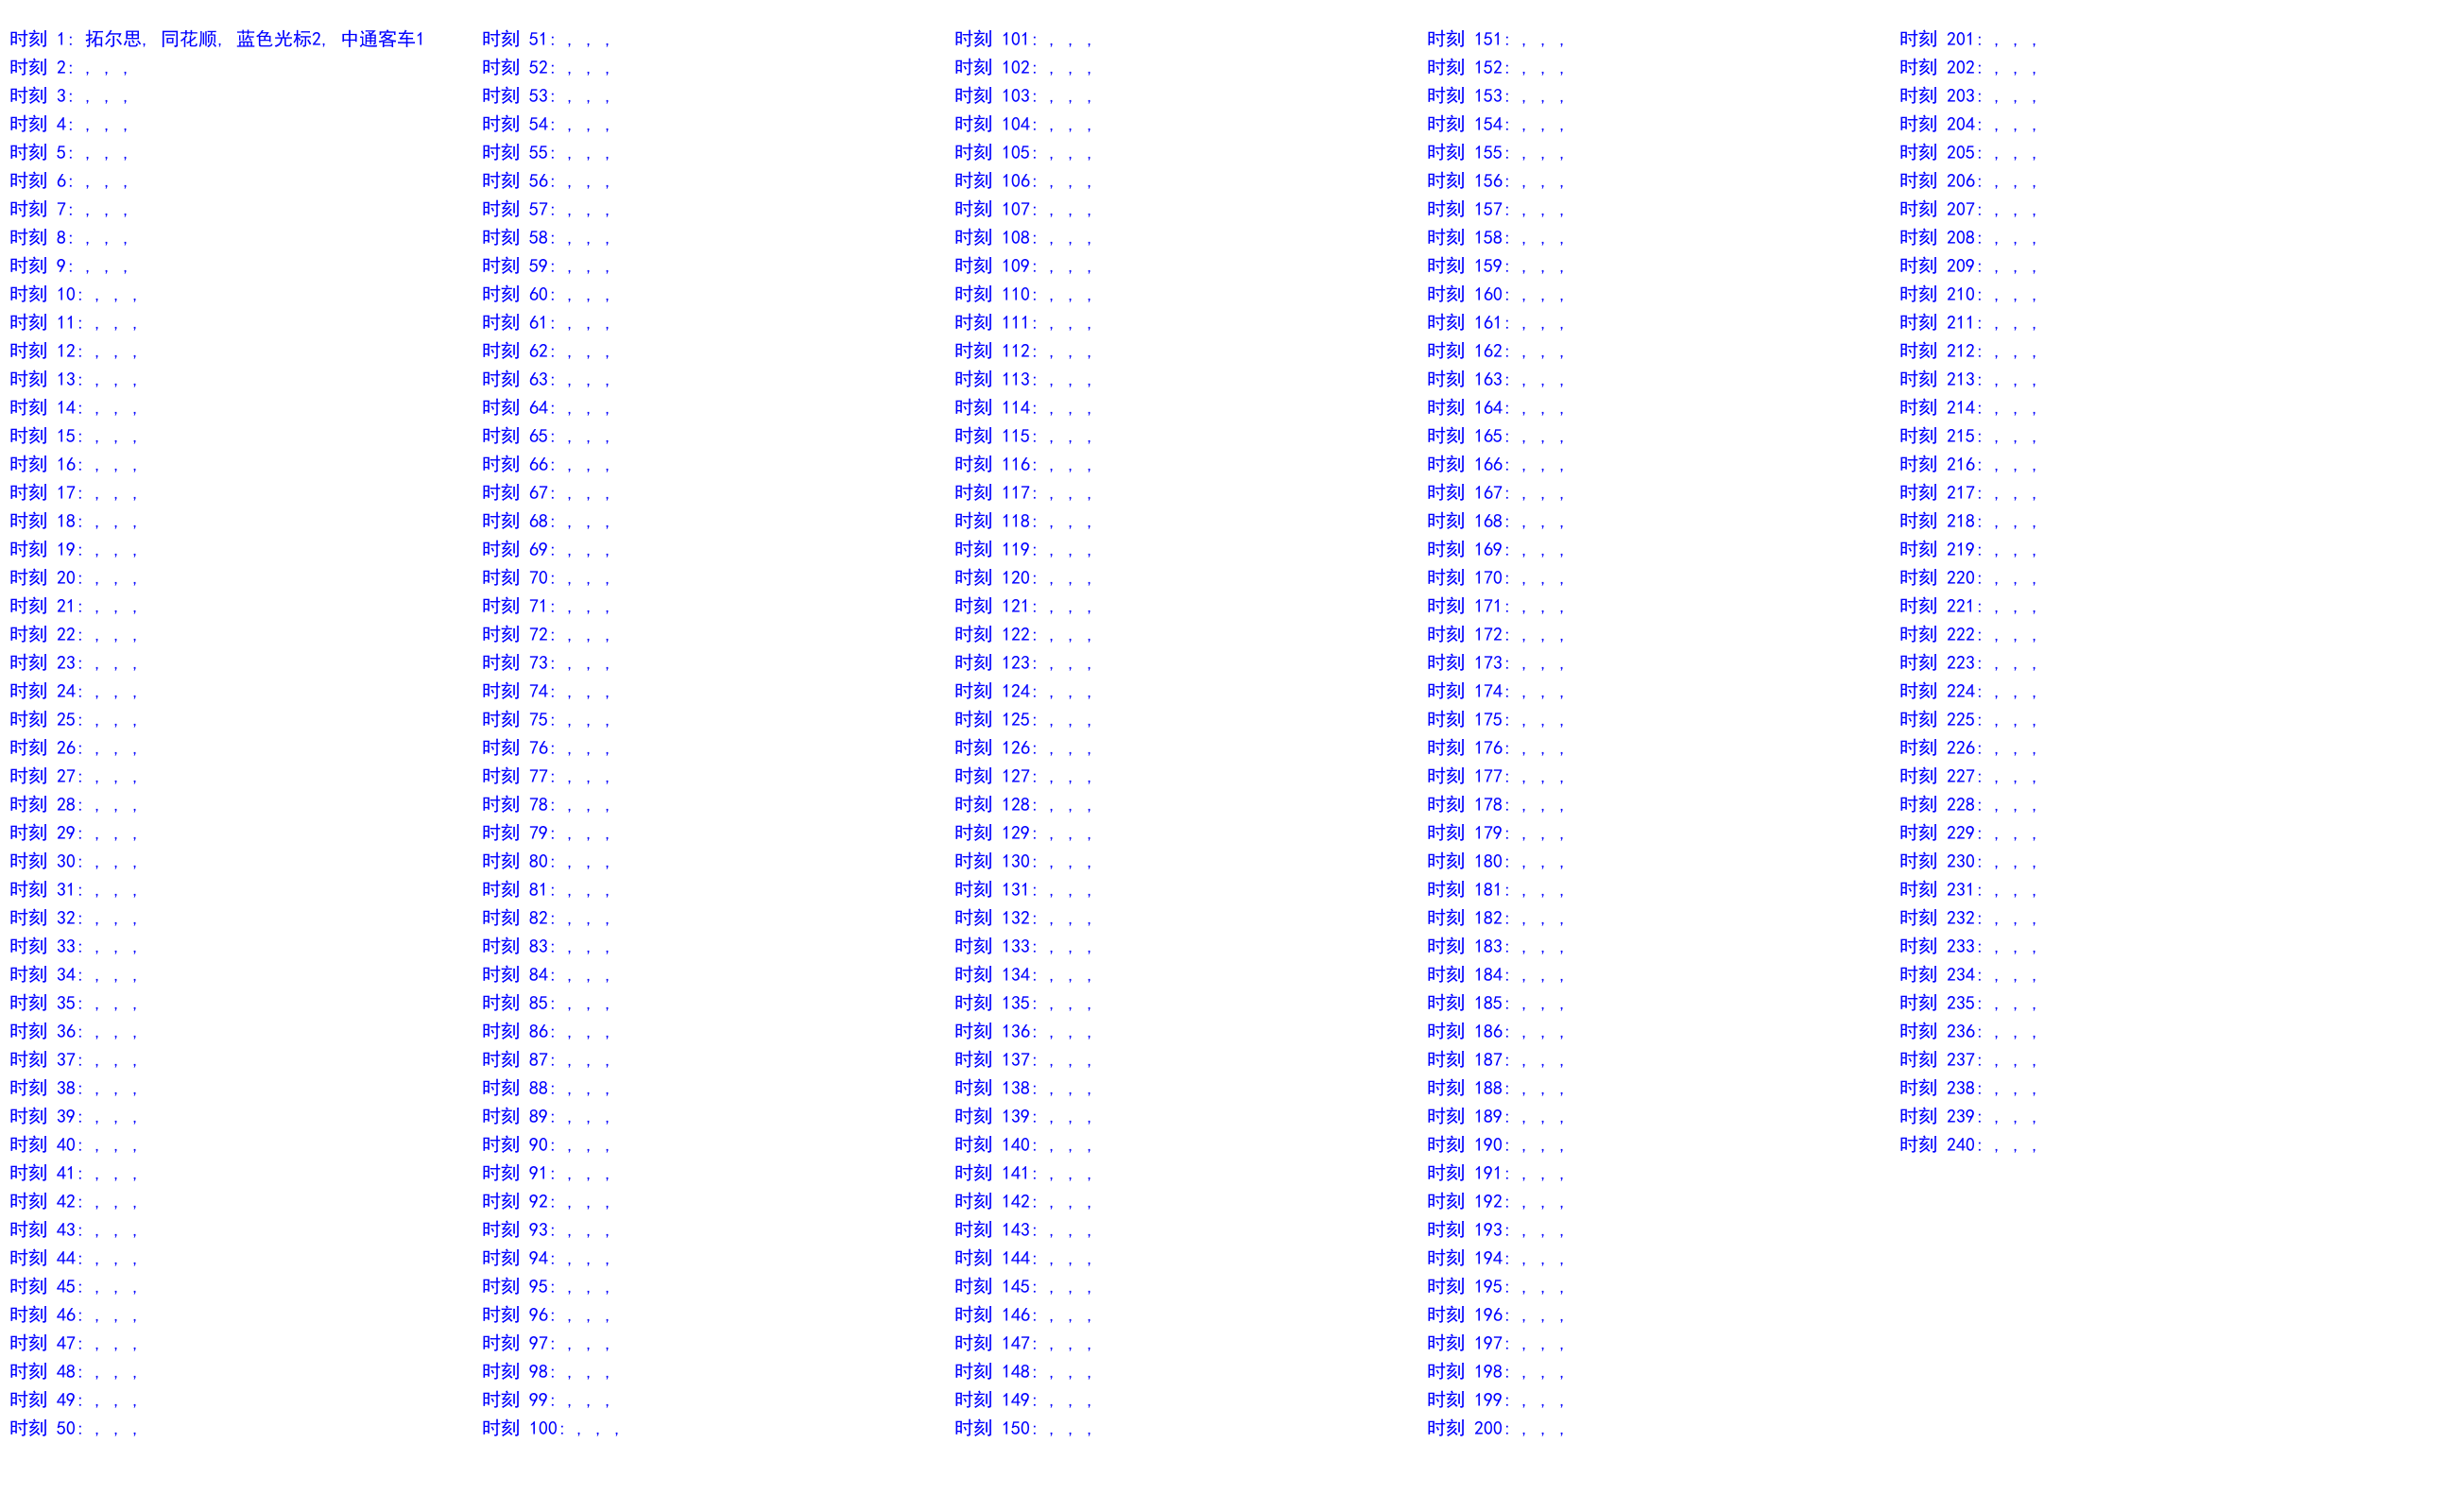 时刻 1: 拓尔思, 同花顺, 蓝色光标2, 中通客车1
时刻 2: , , ,
时刻 3: , , ,
时刻 4: , , ,
时刻 5: , , ,
时刻 6: , , ,
时刻 7: , , ,
时刻 8: , , ,
时刻 9: , , ,
时刻 10: , , ,
时刻 11: , , ,
时刻 12: , , ,
时刻 13: , , ,
时刻 14: , , ,
时刻 15: , , ,
时刻 16: , , ,
时刻 17: , , ,
时刻 18: , , ,
时刻 19: , , ,
时刻 20: , , ,
时刻 21: , , ,
时刻 22: , , ,
时刻 23: , , ,
时刻 24: , , ,
时刻 25: , , ,
时刻 26: , , ,
时刻 27: , , ,
时刻 28: , , ,
时刻 29: , , ,
时刻 30: , , ,
时刻 31: , , ,
时刻 32: , , ,
时刻 33: , , ,
时刻 34: , , ,
时刻 35: , , ,
时刻 36: , , ,
时刻 37: , , ,
时刻 38: , , ,
时刻 39: , , ,
时刻 40: , , ,
时刻 41: , , ,
时刻 42: , , ,
时刻 43: , , ,
时刻 44: , , ,
时刻 45: , , ,
时刻 46: , , ,
时刻 47: , , ,
时刻 48: , , ,
时刻 49: , , ,
时刻 50: , , ,
时刻 51: , , ,
时刻 52: , , ,
时刻 53: , , ,
时刻 54: , , ,
时刻 55: , , ,
时刻 56: , , ,
时刻 57: , , ,
时刻 58: , , ,
时刻 59: , , ,
时刻 60: , , ,
时刻 61: , , ,
时刻 62: , , ,
时刻 63: , , ,
时刻 64: , , ,
时刻 65: , , ,
时刻 66: , , ,
时刻 67: , , ,
时刻 68: , , ,
时刻 69: , , ,
时刻 70: , , ,
时刻 71: , , ,
时刻 72: , , ,
时刻 73: , , ,
时刻 74: , , ,
时刻 75: , , ,
时刻 76: , , ,
时刻 77: , , ,
时刻 78: , , ,
时刻 79: , , ,
时刻 80: , , ,
时刻 81: , , ,
时刻 82: , , ,
时刻 83: , , ,
时刻 84: , , ,
时刻 85: , , ,
时刻 86: , , ,
时刻 87: , , ,
时刻 88: , , ,
时刻 89: , , ,
时刻 90: , , ,
时刻 91: , , ,
时刻 92: , , ,
时刻 93: , , ,
时刻 94: , , ,
时刻 95: , , ,
时刻 96: , , ,
时刻 97: , , ,
时刻 98: , , ,
时刻 99: , , ,
时刻 100: , , ,
时刻 101: , , ,
时刻 102: , , ,
时刻 103: , , ,
时刻 104: , , ,
时刻 105: , , ,
时刻 106: , , ,
时刻 107: , , ,
时刻 108: , , ,
时刻 109: , , ,
时刻 110: , , ,
时刻 111: , , ,
时刻 112: , , ,
时刻 113: , , ,
时刻 114: , , ,
时刻 115: , , ,
时刻 116: , , ,
时刻 117: , , ,
时刻 118: , , ,
时刻 119: , , ,
时刻 120: , , ,
时刻 121: , , ,
时刻 122: , , ,
时刻 123: , , ,
时刻 124: , , ,
时刻 125: , , ,
时刻 126: , , ,
时刻 127: , , ,
时刻 128: , , ,
时刻 129: , , ,
时刻 130: , , ,
时刻 131: , , ,
时刻 132: , , ,
时刻 133: , , ,
时刻 134: , , ,
时刻 135: , , ,
时刻 136: , , ,
时刻 137: , , ,
时刻 138: , , ,
时刻 139: , , ,
时刻 140: , , ,
时刻 141: , , ,
时刻 142: , , ,
时刻 143: , , ,
时刻 144: , , ,
时刻 145: , , ,
时刻 146: , , ,
时刻 147: , , ,
时刻 148: , , ,
时刻 149: , , ,
时刻 150: , , ,
时刻 151: , , ,
时刻 152: , , ,
时刻 153: , , ,
时刻 154: , , ,
时刻 155: , , ,
时刻 156: , , ,
时刻 157: , , ,
时刻 158: , , ,
时刻 159: , , ,
时刻 160: , , ,
时刻 161: , , ,
时刻 162: , , ,
时刻 163: , , ,
时刻 164: , , ,
时刻 165: , , ,
时刻 166: , , ,
时刻 167: , , ,
时刻 168: , , ,
时刻 169: , , ,
时刻 170: , , ,
时刻 171: , , ,
时刻 172: , , ,
时刻 173: , , ,
时刻 174: , , ,
时刻 175: , , ,
时刻 176: , , ,
时刻 177: , , ,
时刻 178: , , ,
时刻 179: , , ,
时刻 180: , , ,
时刻 181: , , ,
时刻 182: , , ,
时刻 183: , , ,
时刻 184: , , ,
时刻 185: , , ,
时刻 186: , , ,
时刻 187: , , ,
时刻 188: , , ,
时刻 189: , , ,
时刻 190: , , ,
时刻 191: , , ,
时刻 192: , , ,
时刻 193: , , ,
时刻 194: , , ,
时刻 195: , , ,
时刻 196: , , ,
时刻 197: , , ,
时刻 198: , , ,
时刻 199: , , ,
时刻 200: , , ,
时刻 201: , , ,
时刻 202: , , ,
时刻 203: , , ,
时刻 204: , , ,
时刻 205: , , ,
时刻 206: , , ,
时刻 207: , , ,
时刻 208: , , ,
时刻 209: , , ,
时刻 210: , , ,
时刻 211: , , ,
时刻 212: , , ,
时刻 213: , , ,
时刻 214: , , ,
时刻 215: , , ,
时刻 216: , , ,
时刻 217: , , ,
时刻 218: , , ,
时刻 219: , , ,
时刻 220: , , ,
时刻 221: , , ,
时刻 222: , , ,
时刻 223: , , ,
时刻 224: , , ,
时刻 225: , , ,
时刻 226: , , ,
时刻 227: , , ,
时刻 228: , , ,
时刻 229: , , ,
时刻 230: , , ,
时刻 231: , , ,
时刻 232: , , ,
时刻 233: , , ,
时刻 234: , , ,
时刻 235: , , ,
时刻 236: , , ,
时刻 237: , , ,
时刻 238: , , ,
时刻 239: , , ,
时刻 240: , , ,